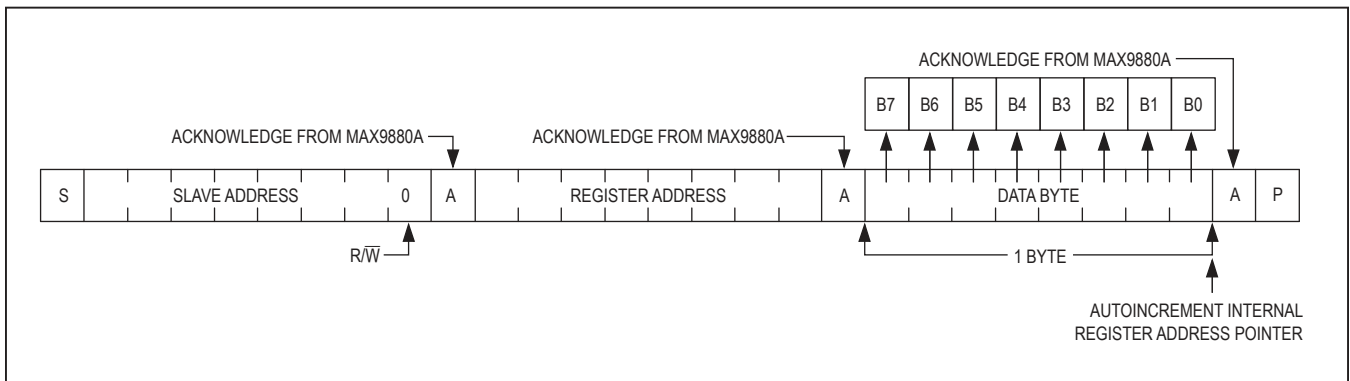 ACKNOWLEDGE FROM MAX9880A
B7 B6 B5 B4 B3 B2 B1 B0
ACKNOWLEDGE FROM MAX9880A
ACKNOWLEDGE FROM MAX9880A
S SLAVE ADDRESS 0 A REGISTER ADDRESS A DATA BYTE A P
R/W̅
1 BYTE
AUTOINCREMENT INTERNAL
REGISTER ADDRESS POINTER